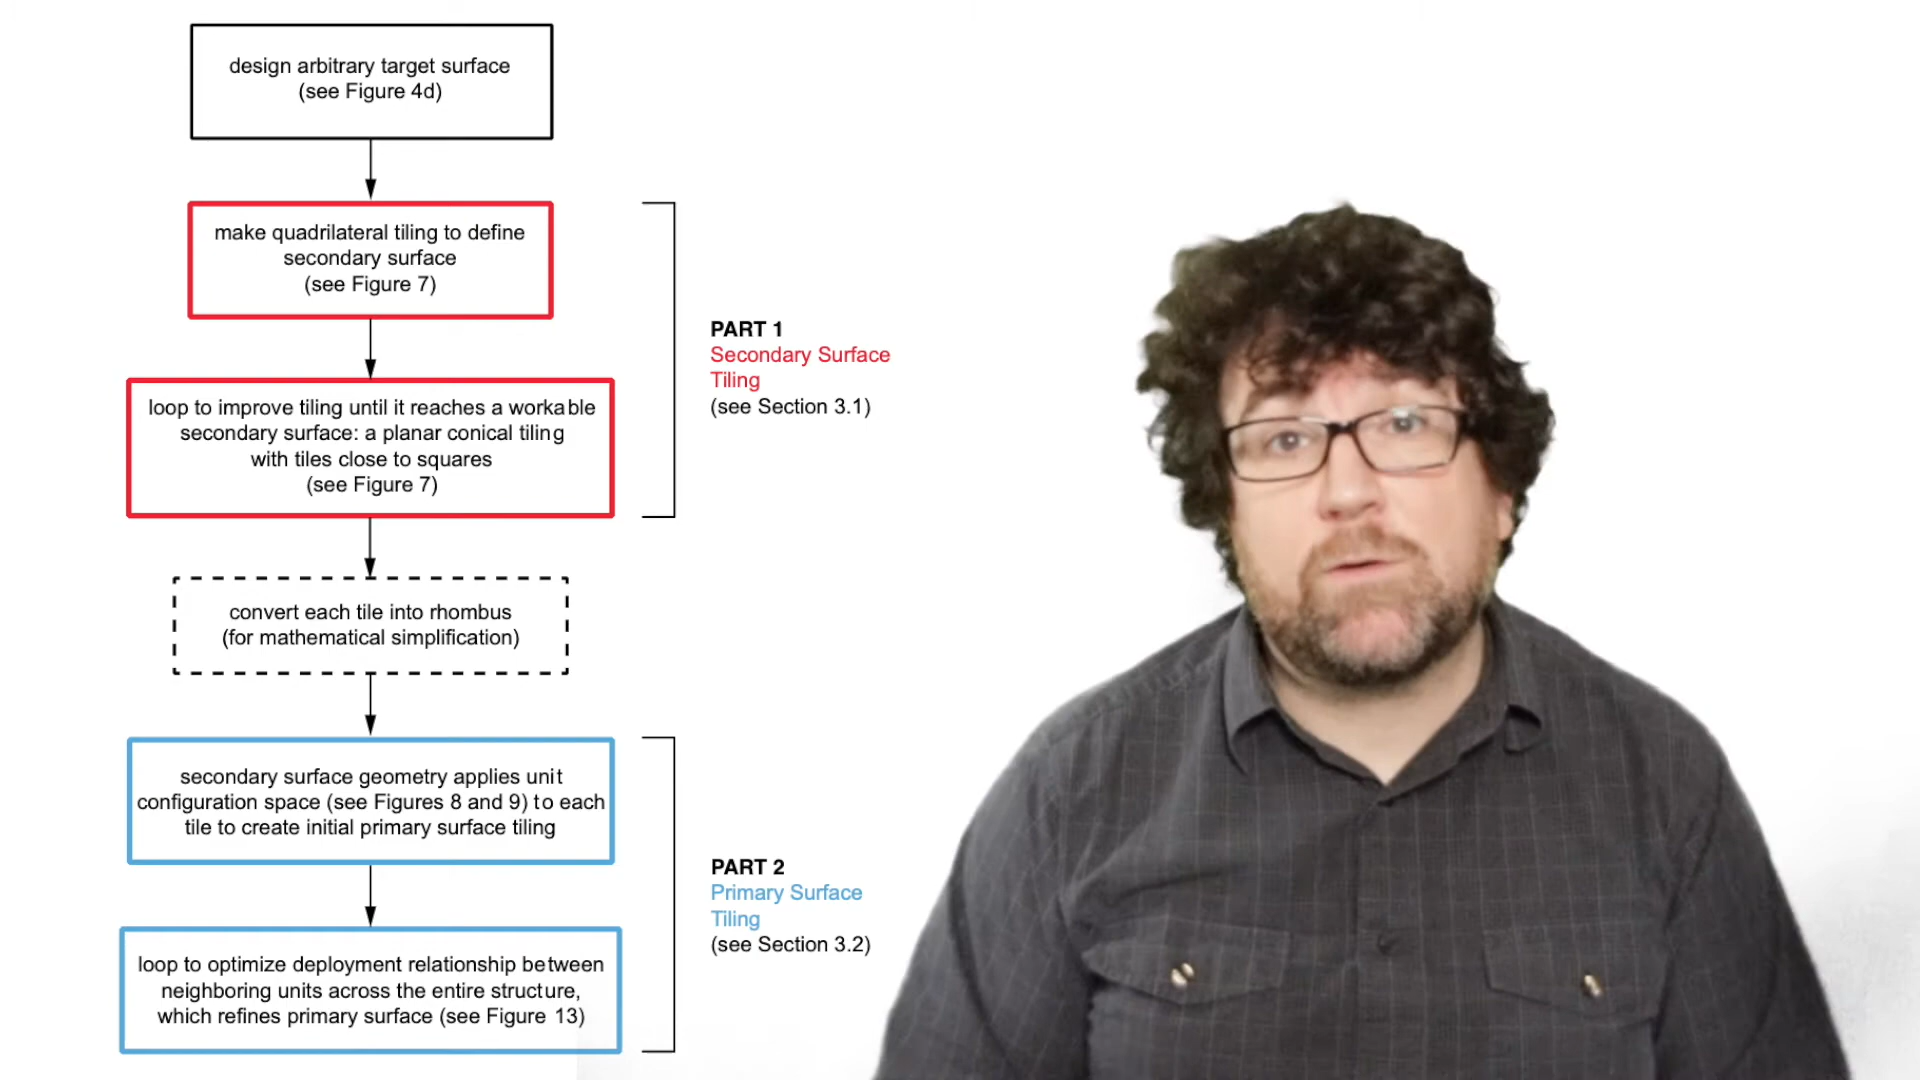 design arbitrary target surface
(see Figure 4d)
make quadrilateral tiling to define
secondary surface
(see Figure 7)
loop to improve tiling until it reaches a workable
secondary surface: a planar conical tiling
with tiles close to squares
(see Figure 7)
PART 1
Secondary Surface
Tiling
(see Section 3.1)
convert each tile into rhombus
(for mathematical simplification)
secondary surface geometry applies unit
configuration space (see Figures 8 and 9) to each
tile to create initial primary surface tiling
loop to optimize deployment relationship between
neighboring units across the entire structure,
which refines primary surface (see Figure 13)
PART 2
Primary Surface
Tiling
(see Section 3.2)